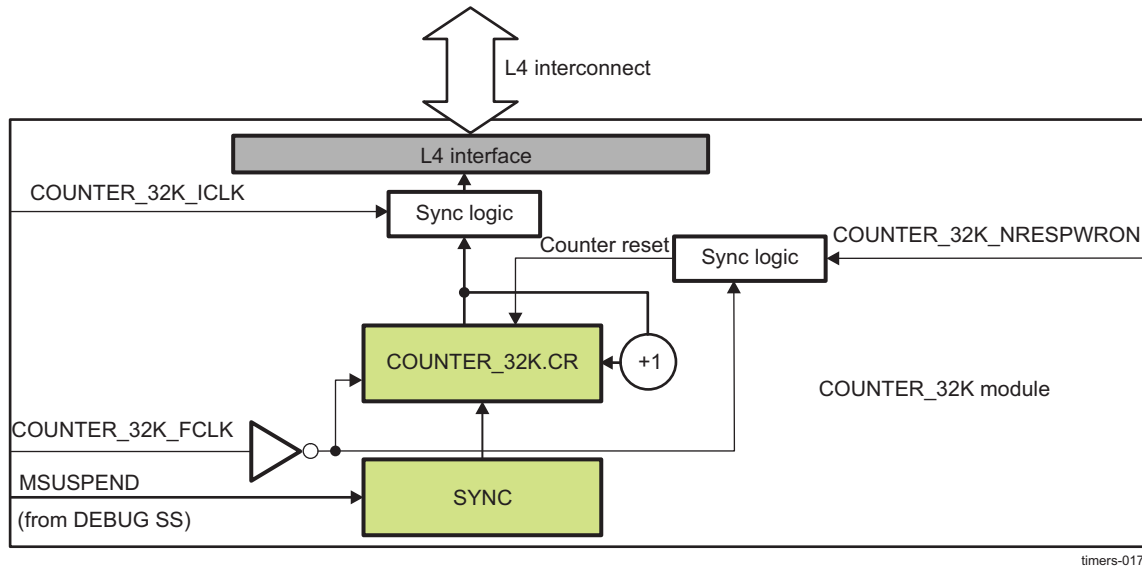 L4 interconnect
L4 interface
COUNTER_32K_ICLK
Sync logic
COUNTER_32K_NRESPWRON
Counter reset
Sync logic
COUNTER_32K.CR
+1
COUNTER_32K module
COUNTER_32K_FCLK
MSUSPEND
SYNC
(from DEBUG SS)
timers-017